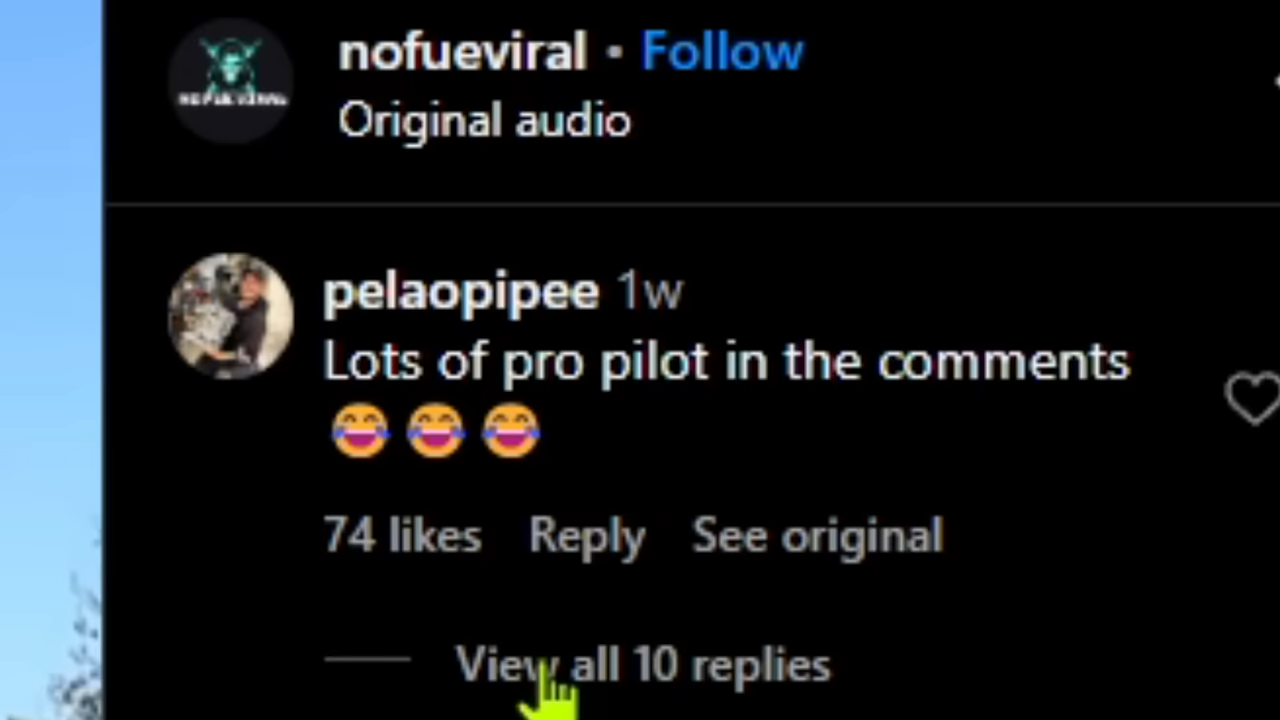 nofueviral • Follow
Original audio
NOFUEVIRAL
pelaopipee 1w
Lots of pro pilot in the comments
😂😂😂
74 likes Reply See original
View all 10 replies